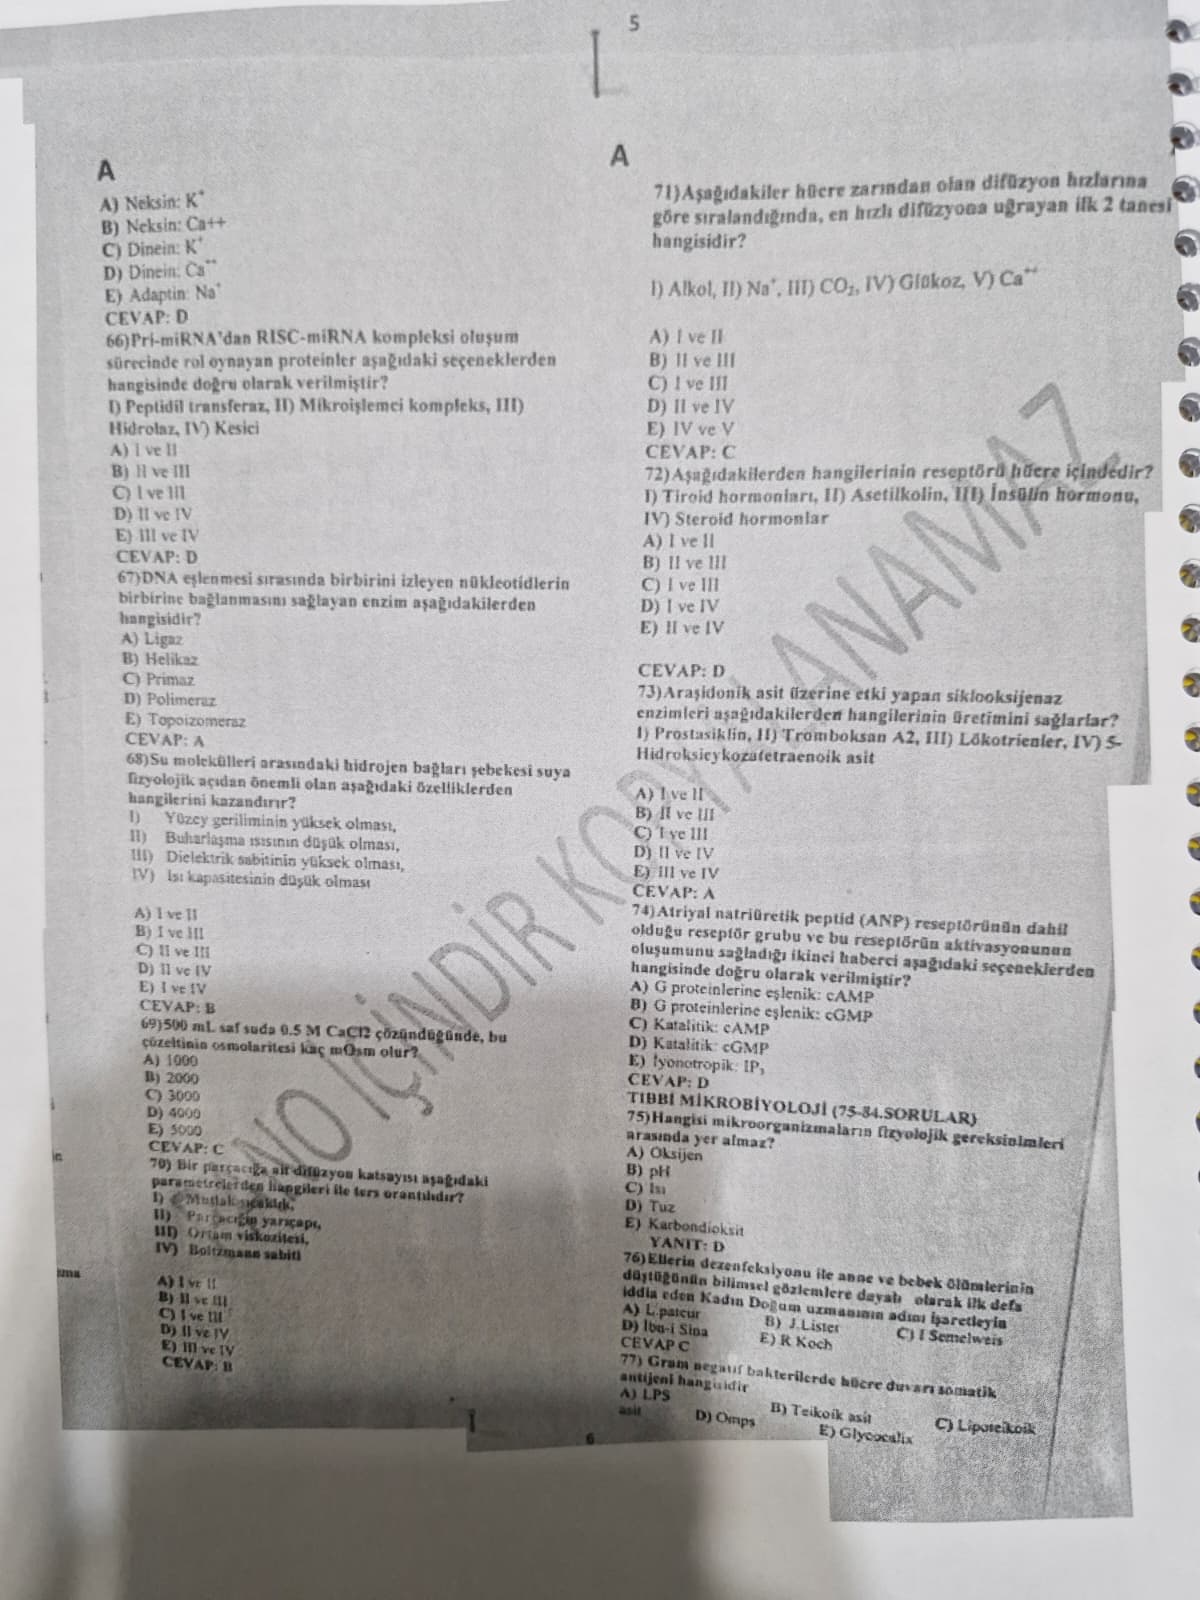 5
A
A) Neksin: K⁺
B) Neksin: Ca++
C) Dinein: K⁺
D) Dinein: Ca⁺⁺
E) Adaptin: Na⁺
CEVAP: D
66)Pri-miRNA'dan RISC-miRNA kompleksi oluşum
sürecinde rol oynayan proteinler aşağıdaki seçeneklerden
hangisinde doğru olarak verilmiştir?
I) Peptidil transferaz, II) Mikroişlemci kompleks, III)
Hidrolaz, IV) Kesici
A) I ve II
B) II ve III
C) I ve III
D) II ve IV
E) III ve IV
CEVAP: D
67)DNA eşlenmesi sırasında birbirini izleyen nükleotidlerin
birbirine bağlanmasını sağlayan enzim aşağıdakilerden
hangisidir?
A) Ligaz
B) Helikaz
C) Primaz
D) Polimeraz
E) Topoizomeraz
CEVAP: A
68)Su molekülleri arasındaki hidrojen bağları şebekesi suya
fizyolojik açıdan önemli olan aşağıdaki özelliklerden
hangilerini kazandırır?
I) Yüzey geriliminin yüksek olması,
II) Buharlaşma ısısının düşük olması,
III) Dielektrik sabitinin yüksek olması,
IV) Isı kapasitesinin düşük olması
A) I ve II
B) I ve III
C) II ve III
D) II ve IV
E) I ve IV
CEVAP: B
69)500 mL saf suda 0.5 M CaCl2 çözündüğünde, bu
çözeltinin osmolaritesi kaç mOsm olur?
A) 1000
B) 2000
C) 3000
D) 4000
E) 5000
CEVAP: C
70) Bir parçacığa ait difüzyon katsayısı aşağıdaki
parametrelerden hangileri ile ters orantılıdır?
I) Mutlak sıcaklık,
II) Parçacığın yarıçapı,
III) Ortam viskozitesi,
IV) Boltzmann sabiti
A) I ve II
B) II ve III
C) I ve III
D) II ve IV
E) III ve IV
CEVAP: B
A
71)Aşağıdakiler hücre zarından olan difüzyon hızlarına
göre sıralandığında, en hızlı difüzyona uğrayan ilk 2 tanesi
hangisidir?
I) Alkol, II) Na⁺, III) CO₂, IV) Glükoz, V) Ca⁺⁺
A) I ve II
B) II ve III
C) I ve III
D) II ve IV
E) IV ve V
CEVAP: C
72)Aşağıdakilerden hangilerinin reseptörü hücre içindedir?
I) Tiroid hormonları, II) Asetilkolin, III) İnsülin hormonu,
IV) Steroid hormonlar
A) I ve II
B) II ve III
C) I ve III
D) I ve IV
E) II ve IV
CEVAP: D
73)Araşidonik asit üzerine etki yapan siklooksijenaz
enzimleri aşağıdakilerden hangilerinin üretimini sağlarlar?
I) Prostasiklin, II) Tromboksan A2, III) Lökotrienler, IV) 5-
Hidroksieykozatetraenoik asit
A) I ve II
B) II ve III
C) I ve III
D) II ve IV
E) III ve IV
CEVAP: A
74)Atriyal natriüretik peptid (ANP) reseptörünün dahil
olduğu reseptör grubu ve bu reseptörün aktivasyonunun
oluşumunu sağladığı ikinci haberci aşağıdaki seçeneklerden
hangisinde doğru olarak verilmiştir?
A) G proteinlerine eşlenik: cAMP
B) G proteinlerine eşlenik: cGMP
C) Katalitik: cAMP
D) Katalitik: cGMP
E) İyonotropik: IP₃
CEVAP: D
TIBBİ MİKROBİYOLOJİ (75-84.SORULAR)
75)Hangisi mikroorganizmaların fizyolojik gereksinimleri
arasında yer almaz?
A) Oksijen
B) pH
C) Isı
D) Tuz
E) Karbondioksit
YANIT: D
76)Ellerin dezenfeksiyonu ile anne ve bebek ölümlerinin
düştüğünün bilimsel gözlemlere dayalı olarak ilk defa
iddia eden Kadın Doğum uzmanının adını işaretleyin
A) L.pateur B) J.Lister C) I Semelweis
D) İbn-i Sina E) R Koch
CEVAP C
77) Gram negatif bakterilerde hücre duvarı somatik
antijeni hangisidir
A) LPS B) Teikoik asit C) Lipoteikoik
asit D) Omps E) Glycocalix
6
İÇİNDİR KOPYALANAMAZ